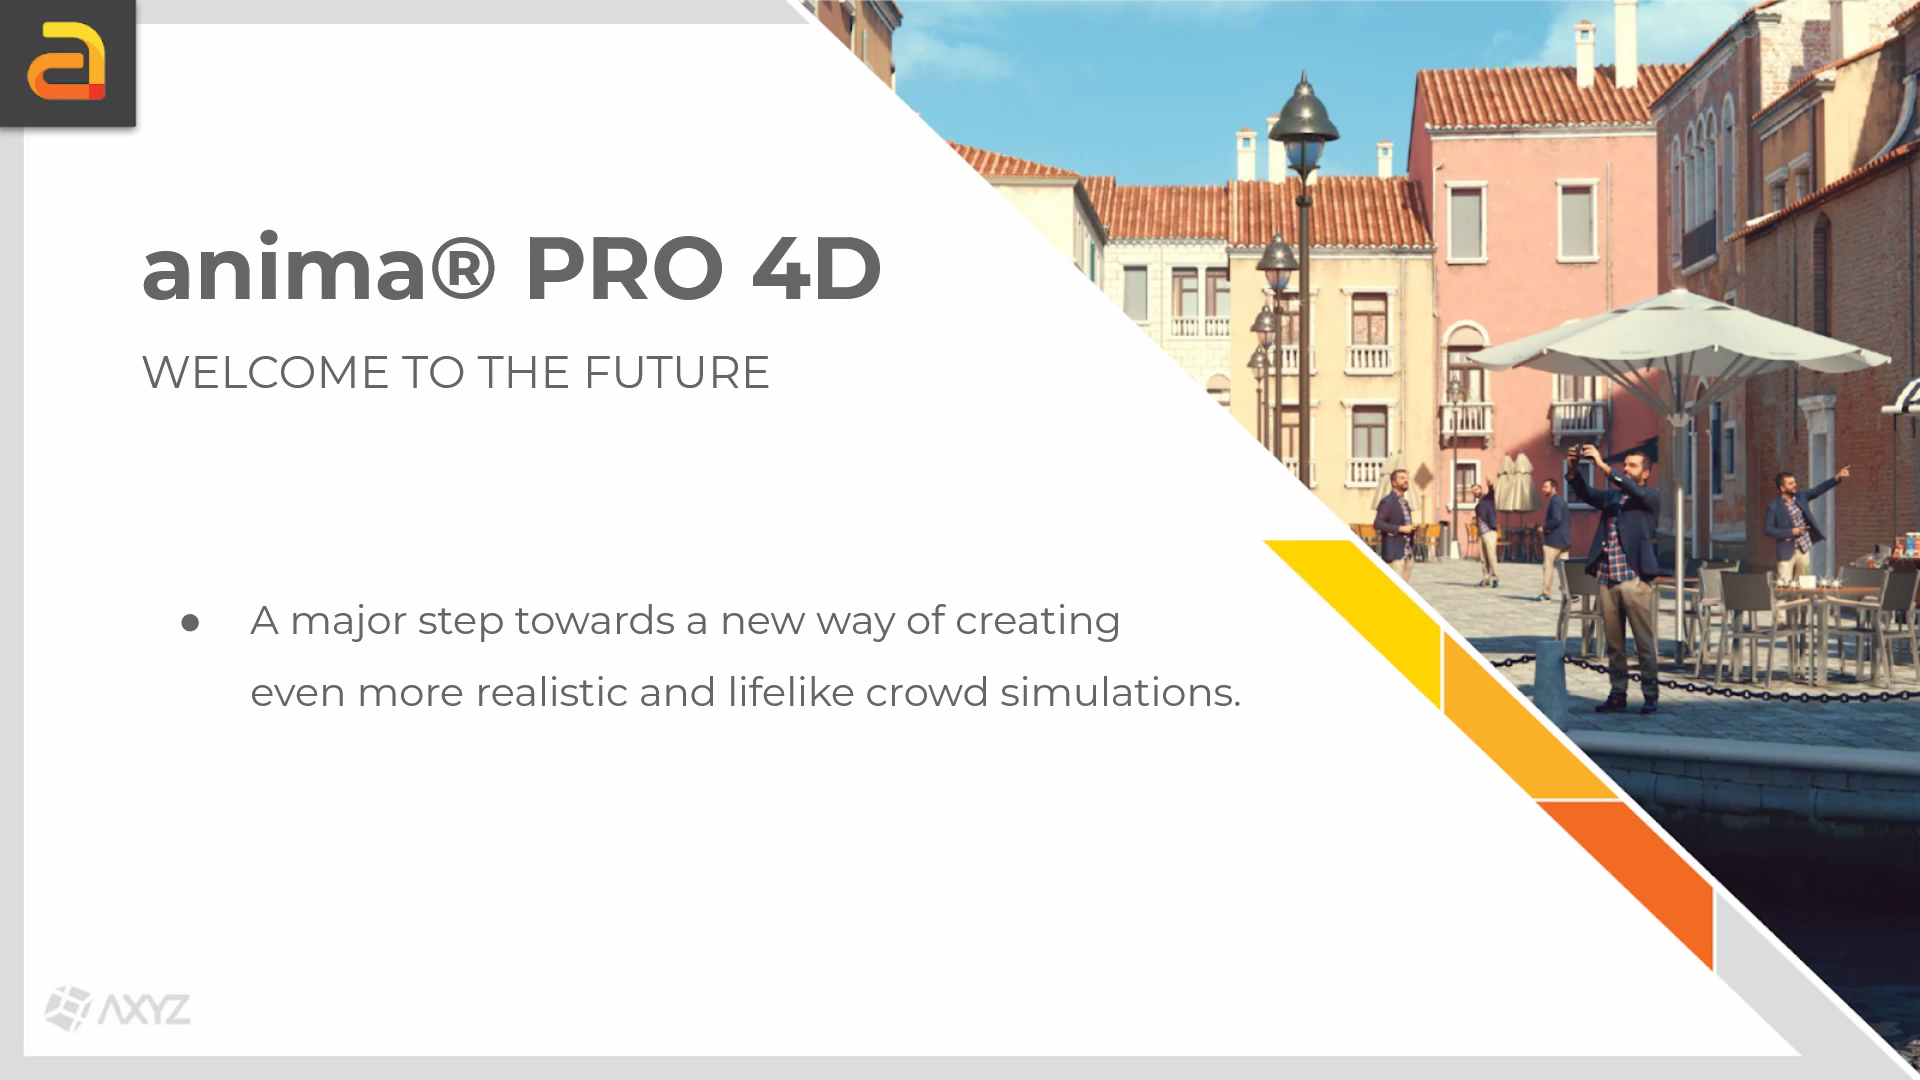 anima® PRO 4D
WELCOME TO THE FUTURE
● A major step towards a new way of creating
even more realistic and lifelike crowd simulations.
AXYZ